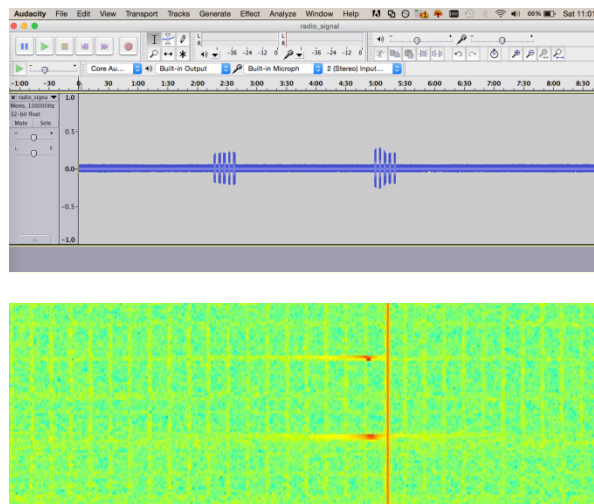 Audacity File Edit View Transport Tracks Generate Effect Analyze Window Help 66% Sat 11:01
radio_signal
L
R
-36 -24 -12 0
L
R
-36 -24 -12 0
Core Au... Built-in Output Built-in Microph 2 (Stereo) Input...
-1:00 -30 0 30 1:00 1:30 2:00 2:30 3:00 3:30 4:00 4:30 5:00 5:30 6:00 6:30 7:00 7:30 8:00 8:30
radio_signa
Mono, 100000Hz
32-bit float
Mute Solo
- +
L R
1.0
0.5-
0.0-
-0.5-
-1.0